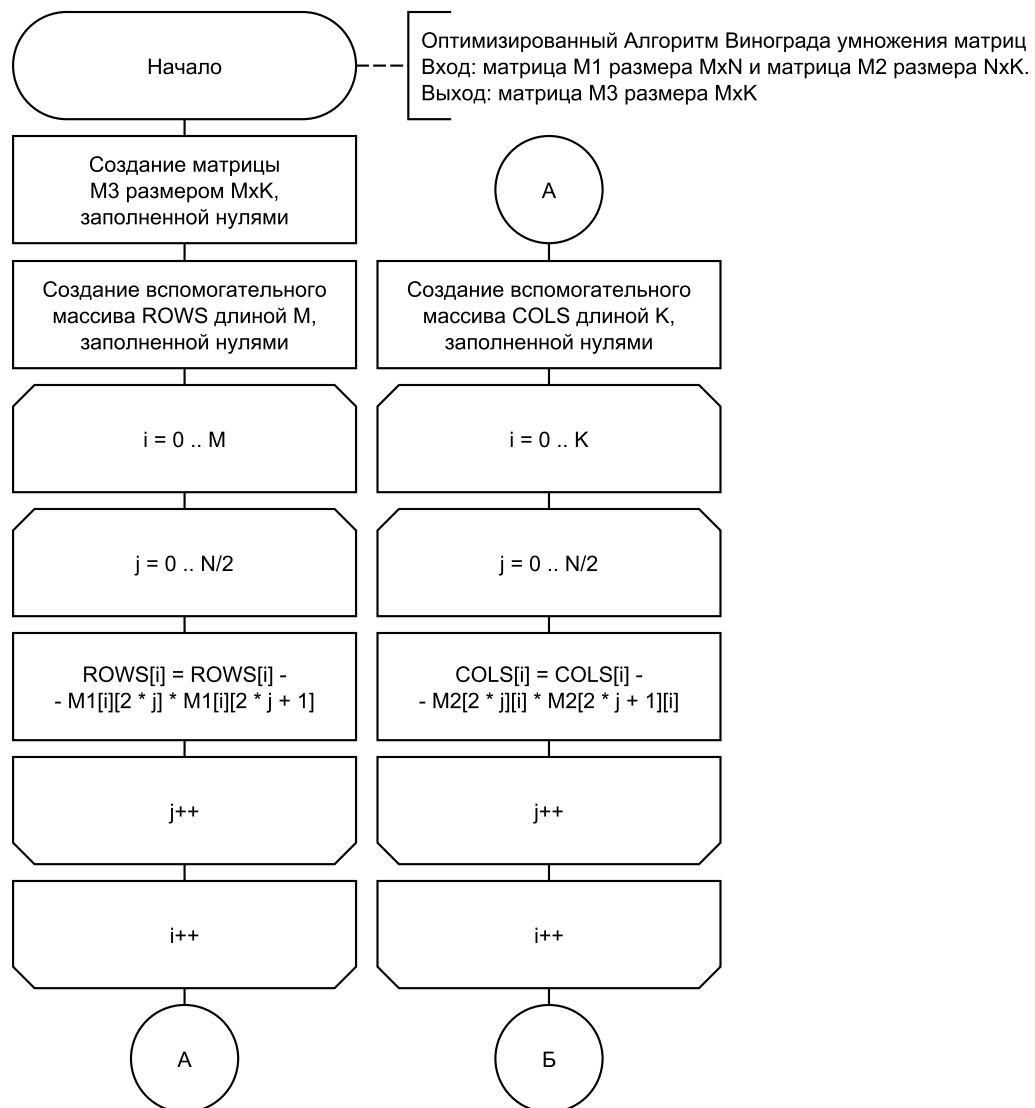 Начало
Оптимизированный Алгоритм Винограда умножения матриц
Вход: матрица M1 размера MxN и матрица M2 размера NxK.
Выход: матрица M3 размера MxK
Создание матрицы
M3 размером MxK,
заполненной нулями
Создание вспомогательного
массива ROWS длиной M,
заполненной нулями
i = 0 .. M
j = 0 .. N/2
ROWS[i] = ROWS[i] -
- M1[i][2 * j] * M1[i][2 * j + 1]
j++
i++
А
А
Создание вспомогательного
массива COLS длиной K,
заполненной нулями
i = 0 .. K
j = 0 .. N/2
COLS[i] = COLS[i] -
- M2[2 * j][i] * M2[2 * j + 1][i]
j++
i++
Б